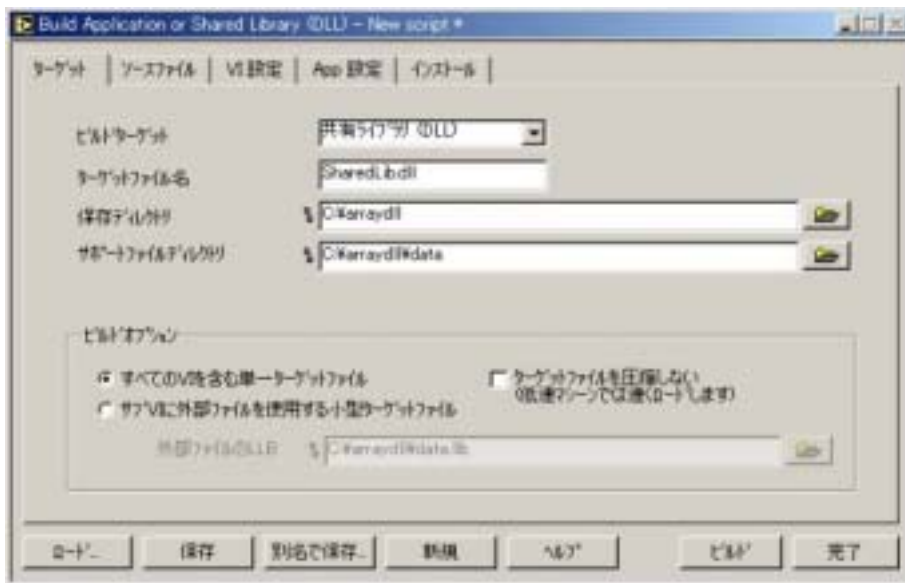 Build Application or Shared Library (DLL) - New script *
ターゲット ソースファイル VI 設定 App 設定 インストール
ビルドターゲット 共有ライブラリ (DLL)
ターゲットファイル名 SharedLib.dll
保存ディレクトリ C:¥arraydll
サポートファイルディレクトリ C:¥arraydll¥data
ビルドオプション
すべてのVIを含む単一ターゲットファイル
ターゲットファイルを圧縮しない
(低速マシーンでは速くロードします)
サブVIに外部ファイルを使用する小型ターゲットファイル
外部ファイルのLLB C:¥arraydll¥data.llb
ロード... 保存 別名で保存... 新規 ヘルプ ビルド 完了